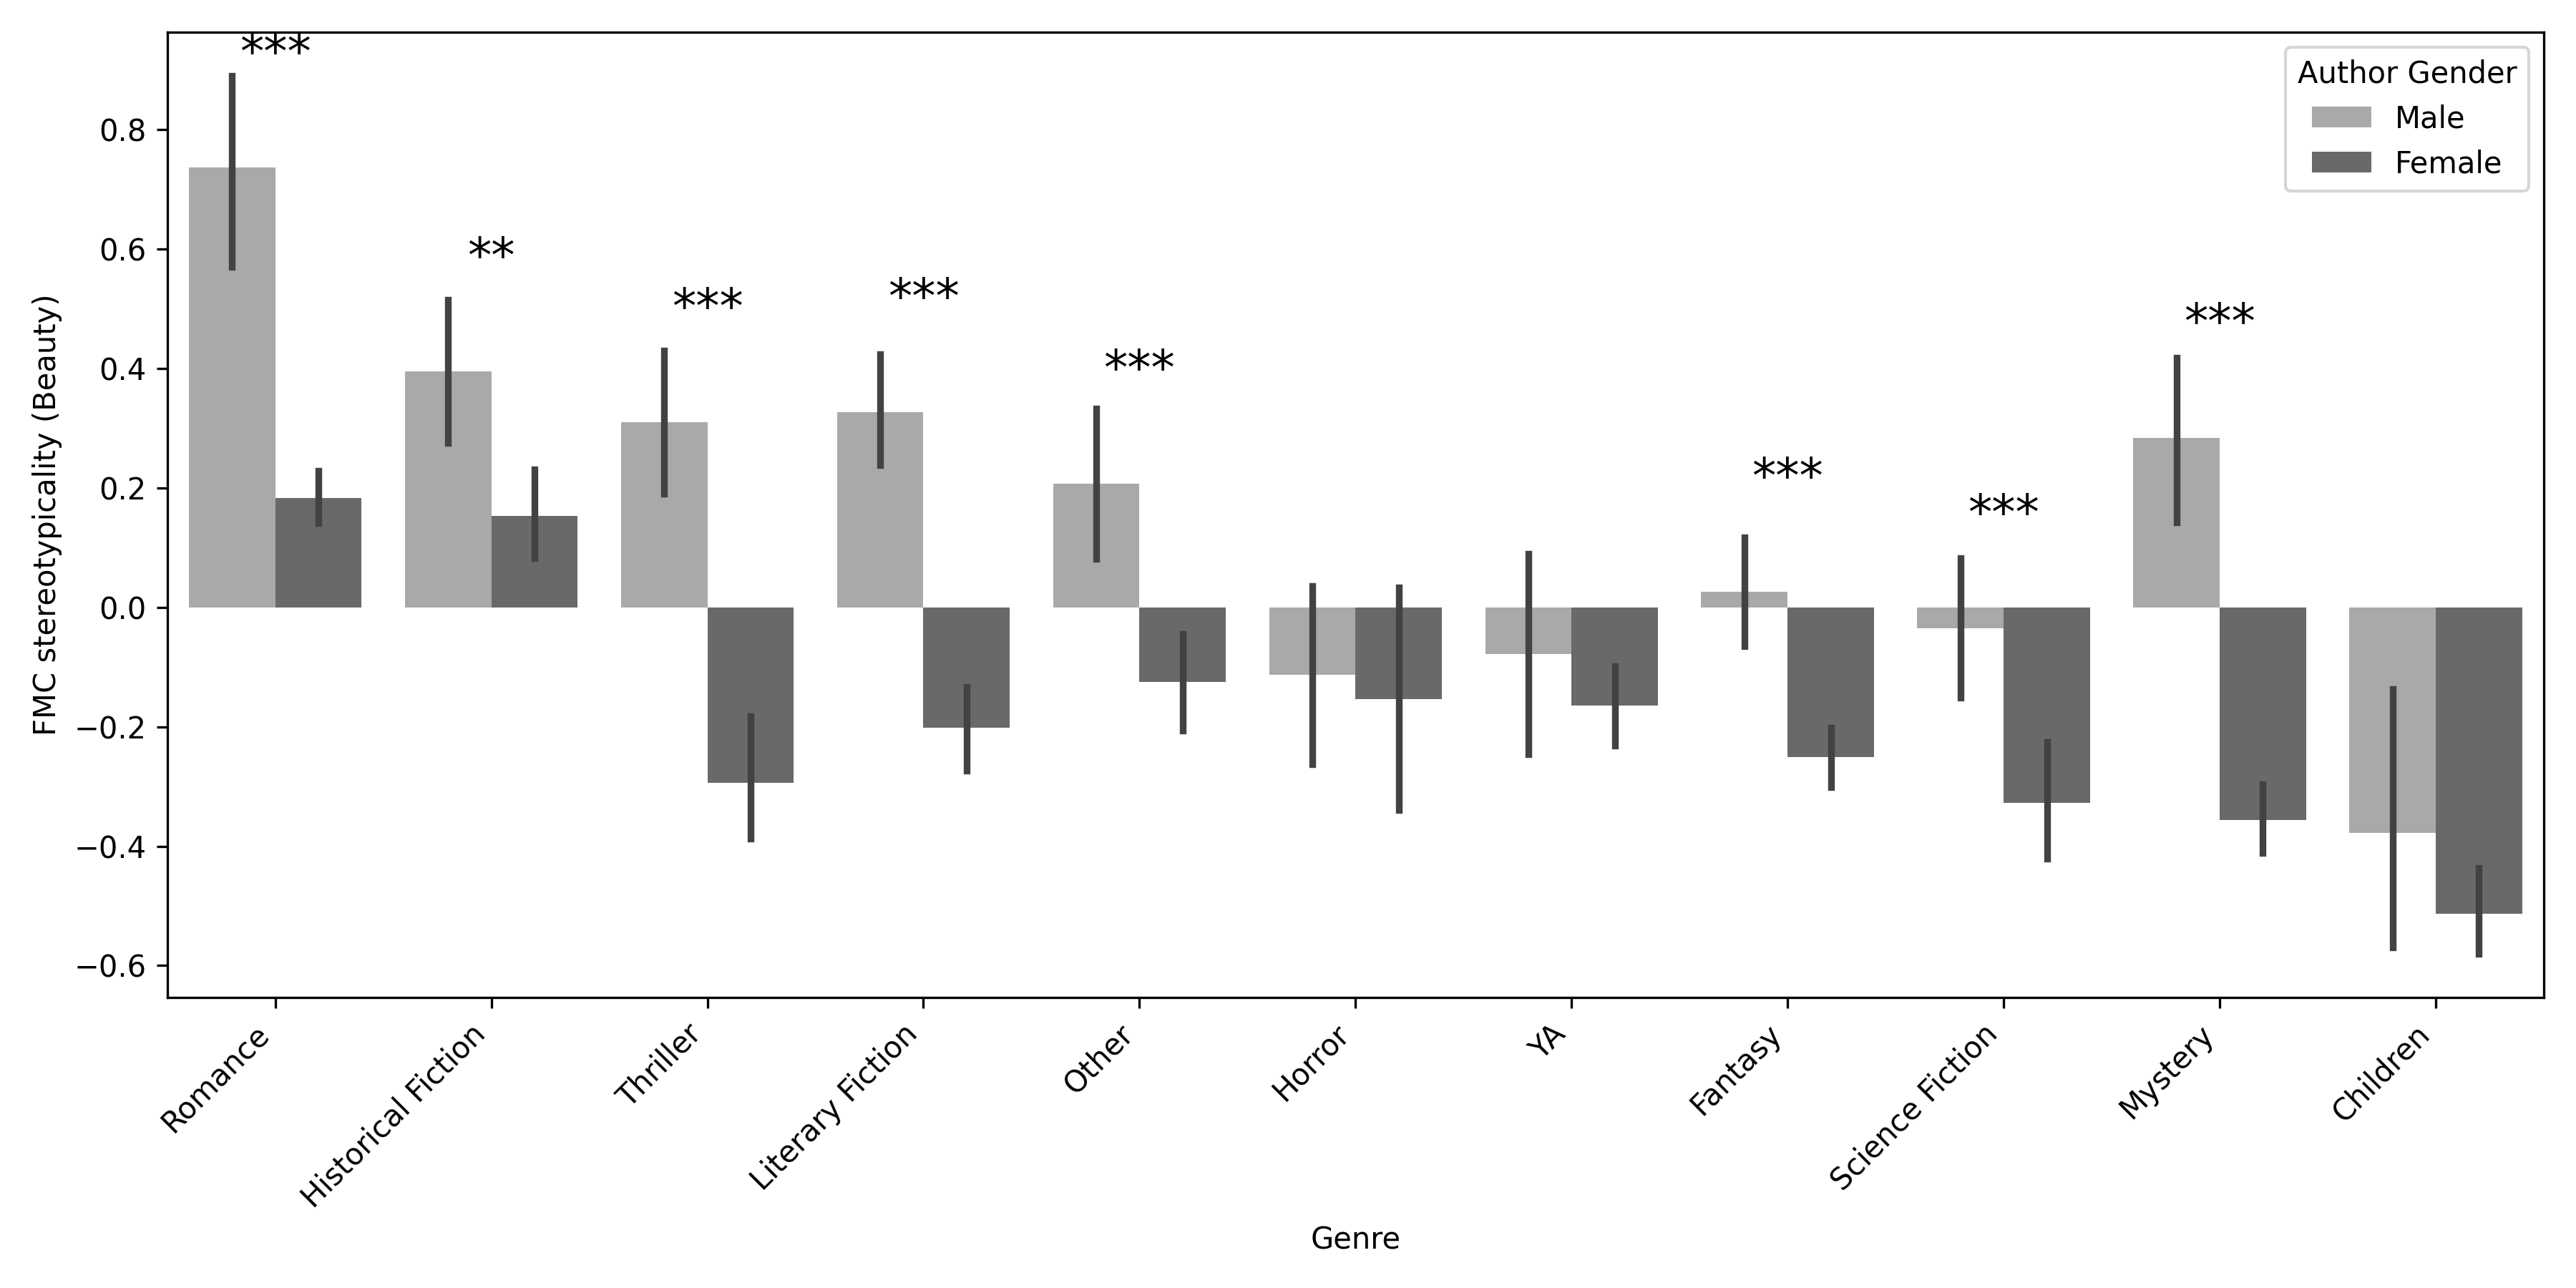 ***
**
***
***
***
***
***
***
Author Gender
Male
Female
FMC stereotypicality (Beauty)
0.8
0.6
0.4
0.2
0.0
−0.2
−0.4
−0.6
Romance
Historical Fiction
Thriller
Literary Fiction
Other
Horror
YA
Fantasy
Science Fiction
Mystery
Children
Genre